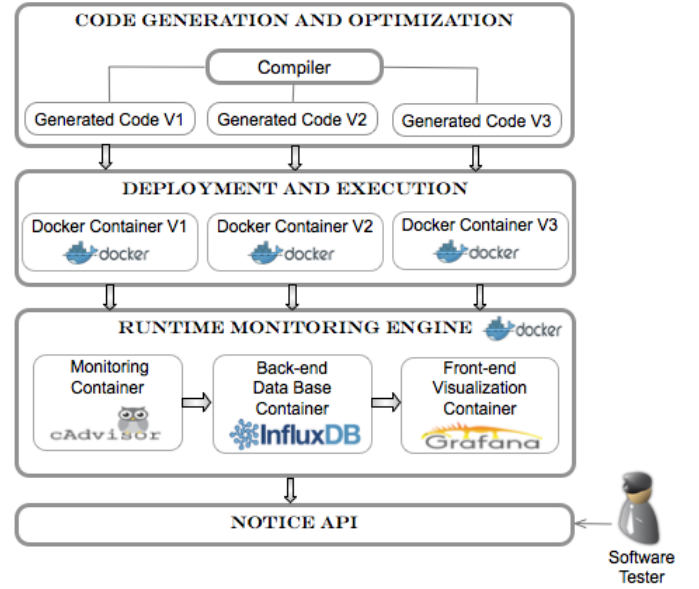 CODE GENERATION AND OPTIMIZATION
Compiler
Generated Code V1
Generated Code V2
Generated Code V3
DEPLOYMENT AND EXECUTION
Docker Container V1
docker
Docker Container V2
docker
Docker Container V3
docker
RUNTIME MONITORING ENGINE
docker
Monitoring
Container
cAdvisor
Back-end
Data Base
Container
InfluxDB
Front-end
Visualization
Container
Grafana
NOTICE API
Software
Tester